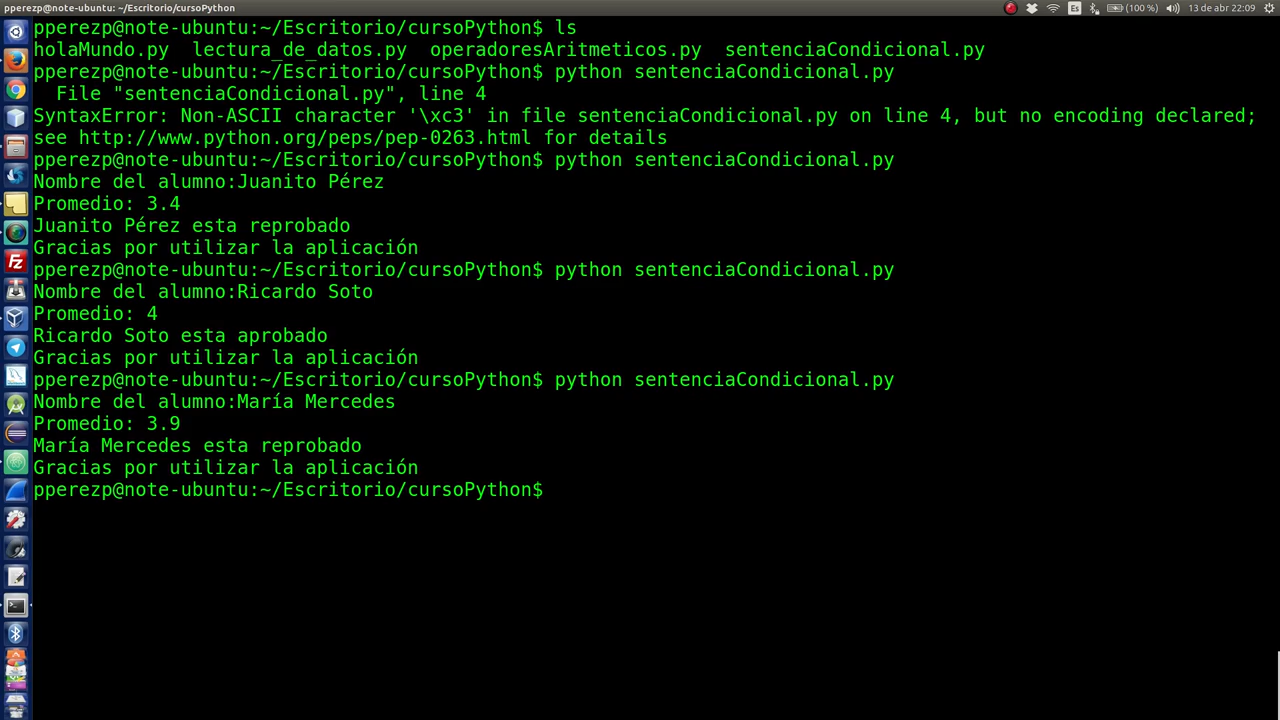 pperezp@note-ubuntu: ~/Escritorio/cursoPython
Es
(100 %)
13 de abr 22:09
pperezp@note-ubuntu:~/Escritorio/cursoPython$ ls
holaMundo.py  lectura_de_datos.py  operadoresAritmeticos.py  sentenciaCondicional.py
pperezp@note-ubuntu:~/Escritorio/cursoPython$ python sentenciaCondicional.py
  File "sentenciaCondicional.py", line 4
SyntaxError: Non-ASCII character '\xc3' in file sentenciaCondicional.py on line 4, but no encoding declared;
see http://www.python.org/peps/pep-0263.html for details
pperezp@note-ubuntu:~/Escritorio/cursoPython$ python sentenciaCondicional.py
Nombre del alumno:Juanito Pérez
Promedio: 3.4
Juanito Pérez esta reprobado
Gracias por utilizar la aplicación
pperezp@note-ubuntu:~/Escritorio/cursoPython$ python sentenciaCondicional.py
Nombre del alumno:Ricardo Soto
Promedio: 4
Ricardo Soto esta aprobado
Gracias por utilizar la aplicación
pperezp@note-ubuntu:~/Escritorio/cursoPython$ python sentenciaCondicional.py
Nombre del alumno:María Mercedes
Promedio: 3.9
María Mercedes esta reprobado
Gracias por utilizar la aplicación
pperezp@note-ubuntu:~/Escritorio/cursoPython$
Fz